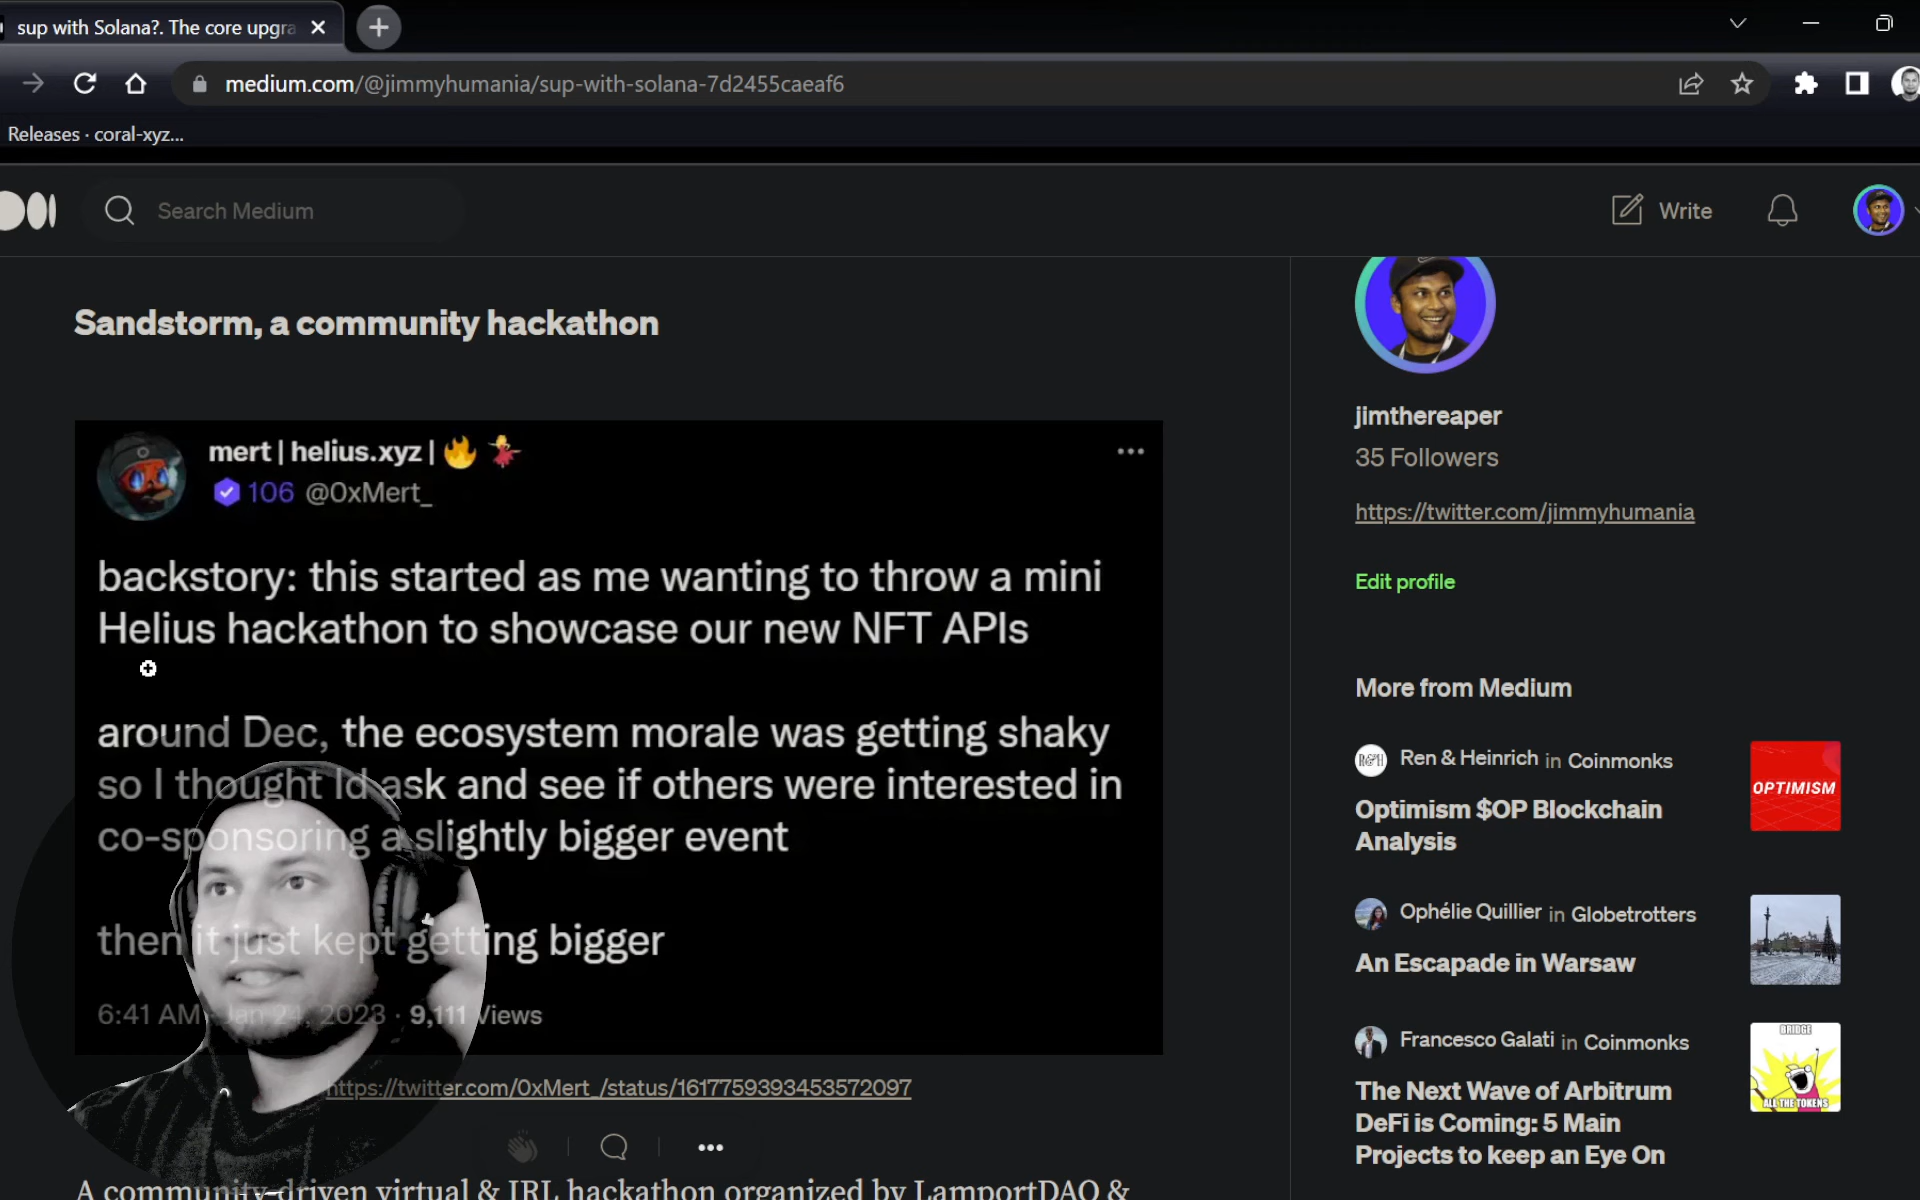 sup with Solana?. The core upgra
medium.com/@jimmyhumania/sup-with-solana-7d2455caeaf6
Releases · coral-xyz...
Search Medium
Write
Sandstorm, a community hackathon
mert | helius.xyz | 🔥 💃
106 @0xMert_
backstory: this started as me wanting to throw a mini
Helius hackathon to showcase our new NFT APIs
around Dec, the ecosystem morale was getting shaky
so I thought Id ask and see if others were interested in
co-sponsoring a slightly bigger event
then it just kept getting bigger
6:41 AM · Jan 24, 2023 · 9,111 Views
https://twitter.com/0xMert_/status/1617759393453572097
A community-driven virtual & IRL hackathon organized by LamportDAO &
jimthereaper
35 Followers
https://twitter.com/jimmyhumania
Edit profile
More from Medium
R&H
Ren & Heinrich in Coinmonks
Optimism $OP Blockchain
Analysis
OPTIMISM
Ophélie Quillier in Globetrotters
An Escapade in Warsaw
Francesco Galati in Coinmonks
The Next Wave of Arbitrum
DeFi is Coming: 5 Main
Projects to keep an Eye On
BRIDGE
ALL THE TOKENS